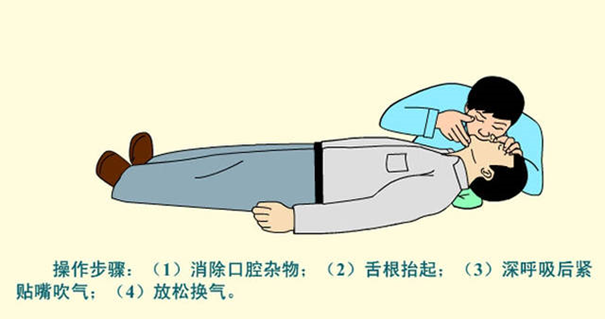 操作步骤：（1）消除口腔杂物；（2）舌根抬起；（3）深呼吸后紧
贴嘴吹气；（4）放松换气。